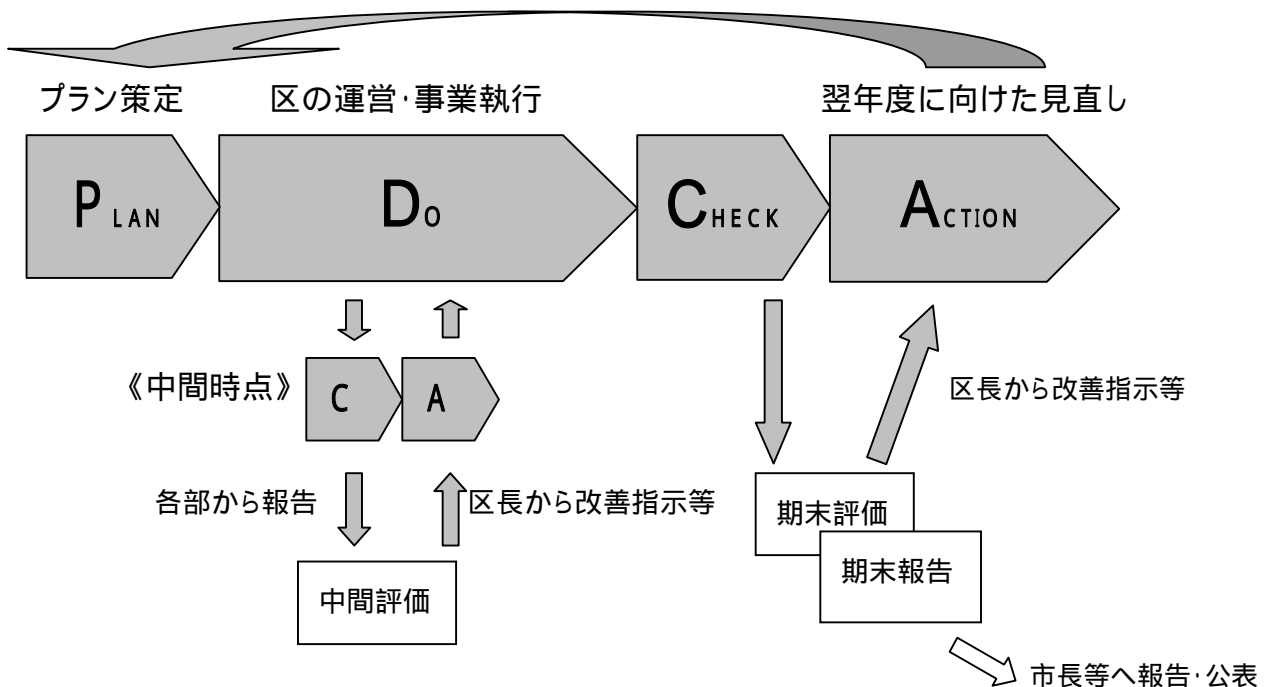 プラン策定
区の運営・事業執行
翌年度に向けた見直し
PLAN
DO
CHECK
ACTION
《中間時点》
C
A
区長から改善指示等
各部から報告
区長から改善指示等
期末評価
期末報告
中間評価
市長等へ報告・公表